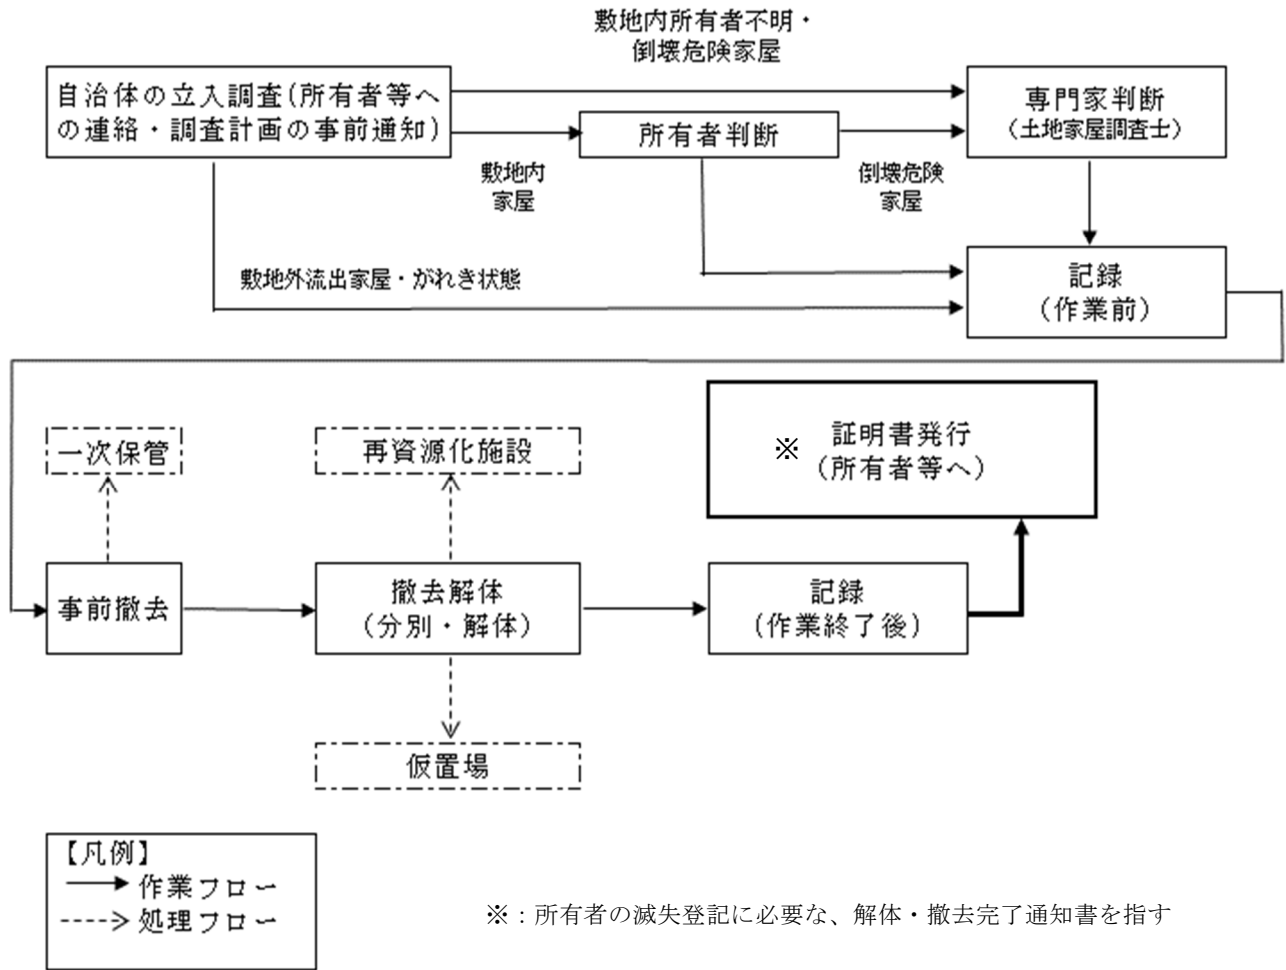 敷地内所有者不明・
倒壊危険家屋
自治体の立入調査(所有者等へ
の連絡・調査計画の事前通知)
所有者判断
専門家判断
(土地家屋調査士)
敷地内
家屋
倒壊危険
家屋
敷地外流出家屋・がれき状態
記録
(作業前)
一次保管
再資源化施設
※ 証明書発行
(所有者等へ)
事前撤去
撤去解体
(分別・解体)
記録
(作業終了後)
仮置場
【凡例】
作業フロー
処理フロー
※：所有者の滅失登記に必要な、解体・撤去完了通知書を指す